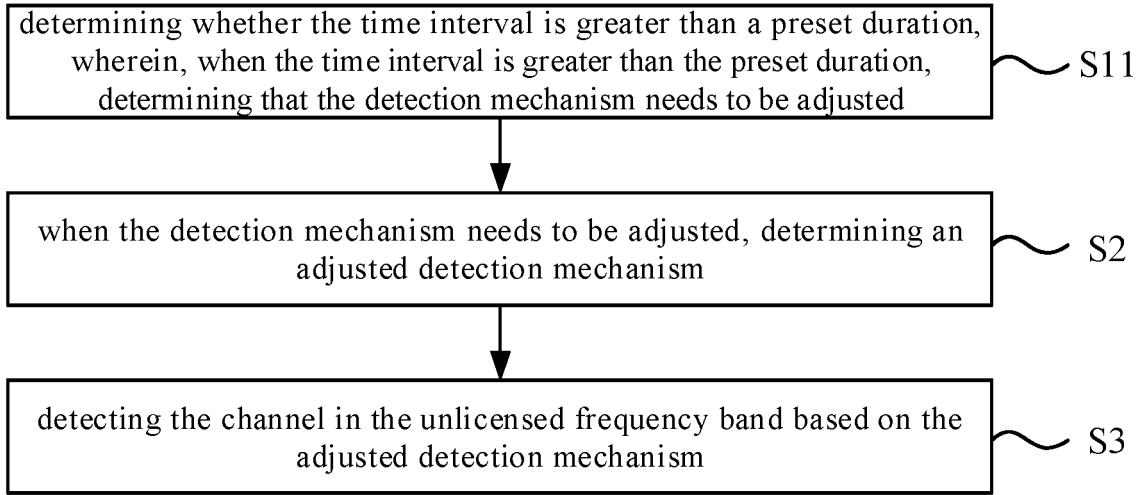 determining whether the time interval is greater than a preset duration,
wherein, when the time interval is greater than the preset duration,
determining that the detection mechanism needs to be adjusted
S11
when the detection mechanism needs to be adjusted, determining an
adjusted detection mechanism
S2
detecting the channel in the unlicensed frequency band based on the
adjusted detection mechanism
S3